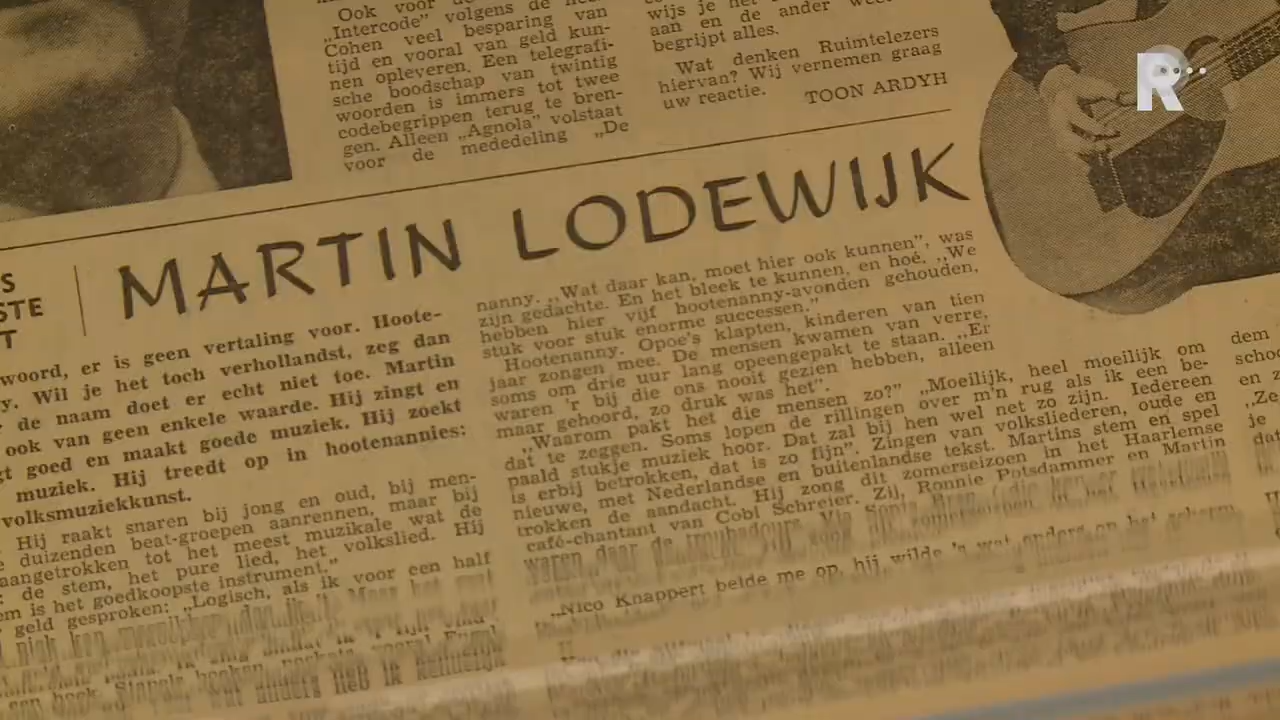 Ook voor de
„Intercode” volgens de
Cohen veel besparing van
tijd en vooral van geld kun-
nen opleveren. Een telegrafi-
sche boodschap van twintig
woorden is immers tot twee
codebegrippen terug te bren-
gen. Alleen „Agnola” volstaat
voor de mededeling „De
wijs je het
aan en de ander
begrijpt alles.
Wat denken Ruimtelezers
hiervan? Wij vernemen graag
uw reactie.
TOON ARDYH
R
S
STE
T
MARTIN LODEWIJK
woord, er is geen vertaling voor. Hoote-
y. Wil je het toch verhollandst, zeg dan
de naam doet er echt niet toe. Martin
ook van geen enkele waarde. Hij zingt en
gt goed en maakt goede muziek. Hij zoekt
muziek. Hij treedt op in hootenannies:
volksmuziekkunst.
Hij raakt snaren bij jong en oud, bij men-
e duizenden beat-groepen aanrennen, maar bij
aangetrokken tot het meest muzikale wat de
: de stem, het pure lied, het volkslied. Hij
em is het goedkoopste instrument.”
geld gesproken: „Logisch, als ik voor een half
nanny. „Wat daar kan, moet hier ook kunnen”, was
zijn gedachte. En het bleek te kunnen, en hoé. „We
hebben hier vijf hootenanny-avonden gehouden,
stuk voor stuk enorme successen.”
Hootenanny. Opoe's klapten, kinderen van tien
jaar zongen mee. De mensen kwamen van verre,
soms om drie uur lang opeengepakt te staan. „Er
waren 'r bij die ons nooit gezien hebben, alleen
maar gehoord, zo druk was het”.
„Waarom pakt het die mensen zo?” „Moeilijk, heel moeilijk om
dat te zeggen. Soms lopen de rillingen over m'n rug als ik een be-
paald stukje muziek hoor. Dat zal bij hen wel net zo zijn. Iedereen
is erbij betrokken, dat is zo fijn”. Zingen van volksliederen, oude en
nieuwe, met Nederlandse en buitenlandse tekst. Martins stem en spel
trokken de aandacht. Hij zong dit zomerseizoen in het Haarlemse
café-chantant van Cobi Schreier. Zij, Ronnie Potsdammer en Martin
waren daar de troubadours.
„Nico Knappert belde me op, hij wilde 's wat anders op het scherm
dem
schoo
en z
„Ze
je
dat